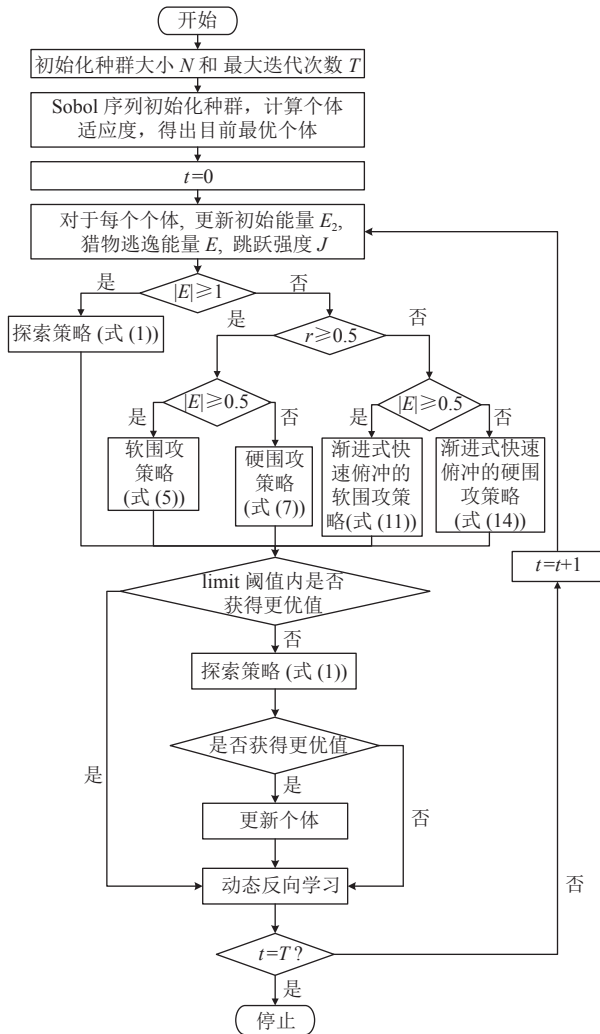 开始
初始化种群大小 N 和 最大迭代次数 T
Sobol 序列初始化种群，计算个体
适应度，得出目前最优个体
t=0
对于每个个体, 更新初始能量 E₂,
猎物逃逸能量 E, 跳跃强度 J
是
|E|≥1
否
探索策略 (式 (1))
是
r≥0.5
否
是
|E|≥0.5
否
是
|E|≥0.5
否
软围攻
策略
(式 (5))
硬围攻
策略
(式 (7))
渐进式快
速俯冲的
软围攻策
略(式 (11))
渐进式快速
俯冲的硬围
攻策略
(式 (14))
t=t+1
limit 阈值内是否
获得更优值
否
探索策略 (式 (1))
是否获得更优值
是
是
否
更新个体
动态反向学习
否
t=T?
是
停止